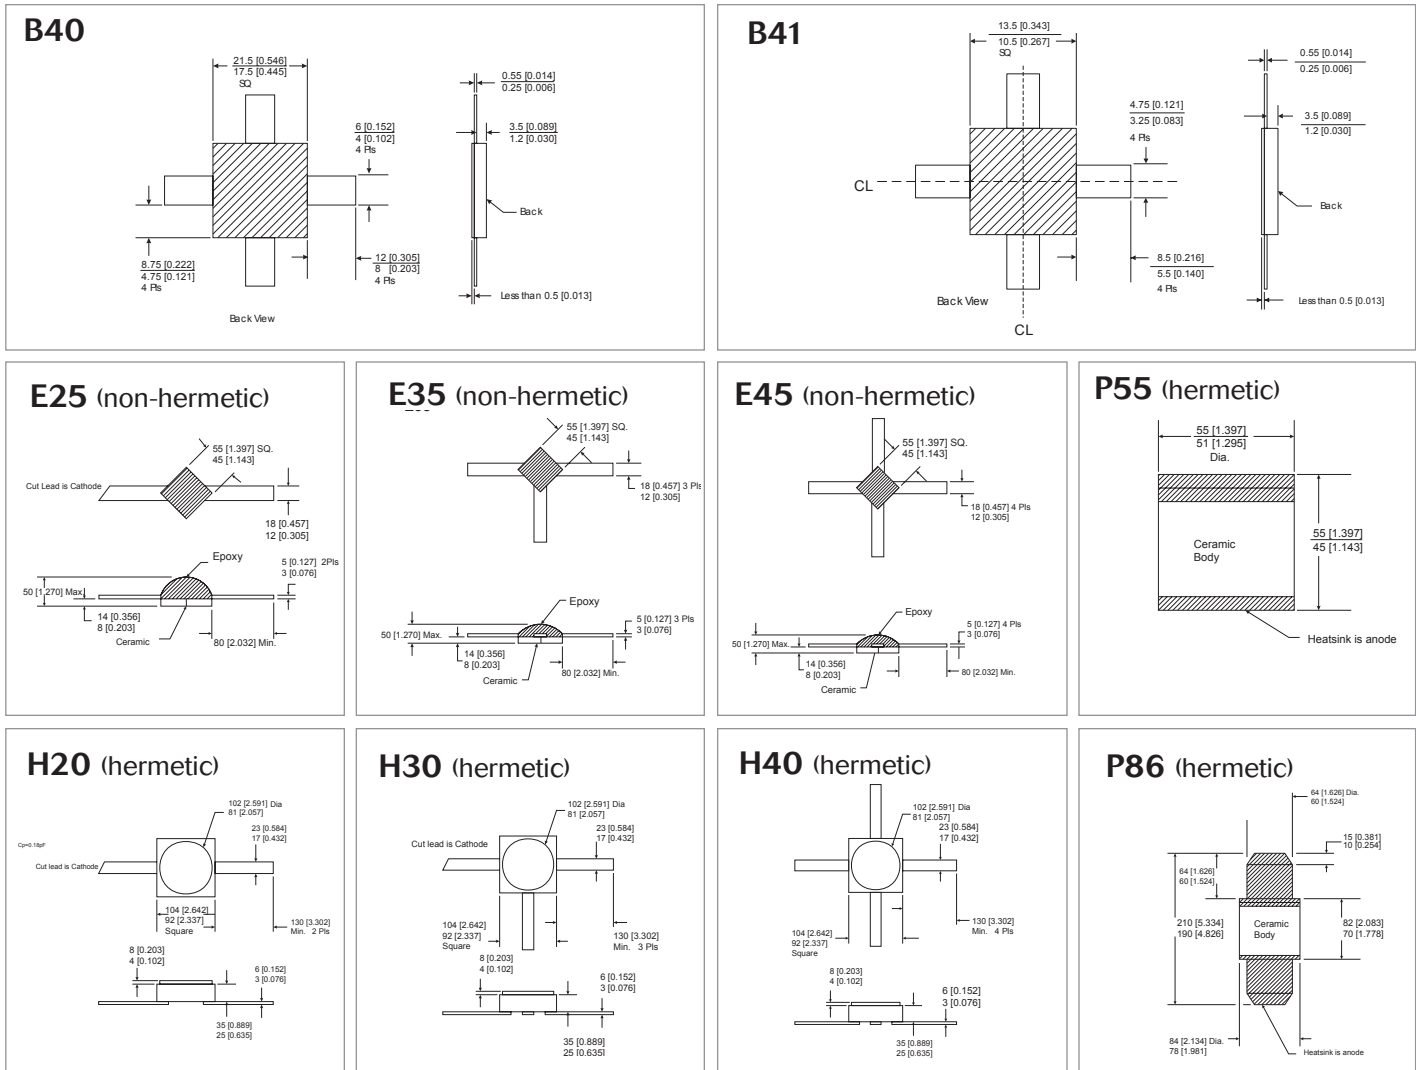 B40
21.5 [0.546]
17.5 [0.445]
SQ
0.55 [0.014]
0.25 [0.006]
6 [0.152]
4 [0.102]
4 Pls
3.5 [0.089]
1.2 [0.030]
Back
8.75 [0.222]
4.75 [0.121]
4 Pls
12 [0.305]
8 [0.203]
4 Pls
Less than 0.5 [0.013]
Back View
B41
13.5 [0.343]
10.5 [0.267]
SQ
0.55 [0.014]
0.25 [0.006]
4.75 [0.121]
3.25 [0.083]
4 Pls
3.5 [0.089]
1.2 [0.030]
CL
Back
8.5 [0.216]
5.5 [0.140]
4 Pls
Back View
Less than 0.5 [0.013]
CL
E25 (non-hermetic)
55 [1.397] SQ.
45 [1.143]
Cut Lead is Cathode
18 [0.457]
12 [0.305]
Epoxy
5 [0.127] 2Pls
3 [0.076]
50 [1.270] Max.
14 [0.356]
8 [0.203]
Ceramic
80 [2.032] Min.
E35 (non-hermetic)
55 [1.397] SQ.
45 [1.143]
18 [0.457] 3 Pls
12 [0.305]
Epoxy
5 [0.127] 3 Pls
3 [0.076]
50 [1.270] Max.
14 [0.356]
8 [0.203]
Ceramic
80 [2.032] Min.
E45 (non-hermetic)
55 [1.397] SQ.
45 [1.143]
18 [0.457] 4 Pls
12 [0.305]
Epoxy
5 [0.127] 4 Pls
3 [0.076]
50 [1.270] Max.
14 [0.356]
8 [0.203]
Ceramic
80 [2.032] Min.
P55 (hermetic)
55 [1.397]
51 [1.295]
Dia.
Ceramic
Body
55 [1.397]
45 [1.143]
Heatsink is anode
H20 (hermetic)
102 [2.591] Dia
81 [2.057]
23 [0.584]
17 [0.432]
Cp=0.18pF
Cut lead is Cathode
104 [2.642]
92 [2.337]
Square
130 [3.302]
Min. 2 Pls
8 [0.203]
4 [0.102]
6 [0.152]
3 [0.076]
35 [0.889]
25 [0.635]
H30 (hermetic)
102 [2.591] Dia
81 [2.057]
23 [0.584]
17 [0.432]
Cut lead is Cathode
104 [2.642]
92 [2.337]
Square
130 [3.302]
Min. 3 Pls
8 [0.203]
4 [0.102]
6 [0.152]
3 [0.076]
35 [0.889]
25 [0.635]
H40 (hermetic)
102 [2.591] Dia
81 [2.057]
23 [0.584]
17 [0.432]
130 [3.302]
Min. 4 Pls
104 [2.642]
92 [2.337]
Square
8 [0.203]
4 [0.102]
6 [0.152]
3 [0.076]
35 [0.889]
25 [0.635]
P86 (hermetic)
64 [1.626] Dia.
60 [1.524]
15 [0.381]
10 [0.254]
64 [1.626]
60 [1.524]
210 [5.334]
190 [4.826]
Ceramic
Body
82 [2.083]
70 [1.778]
84 [2.134] Dia.
78 [1.981]
Heatsink is anode